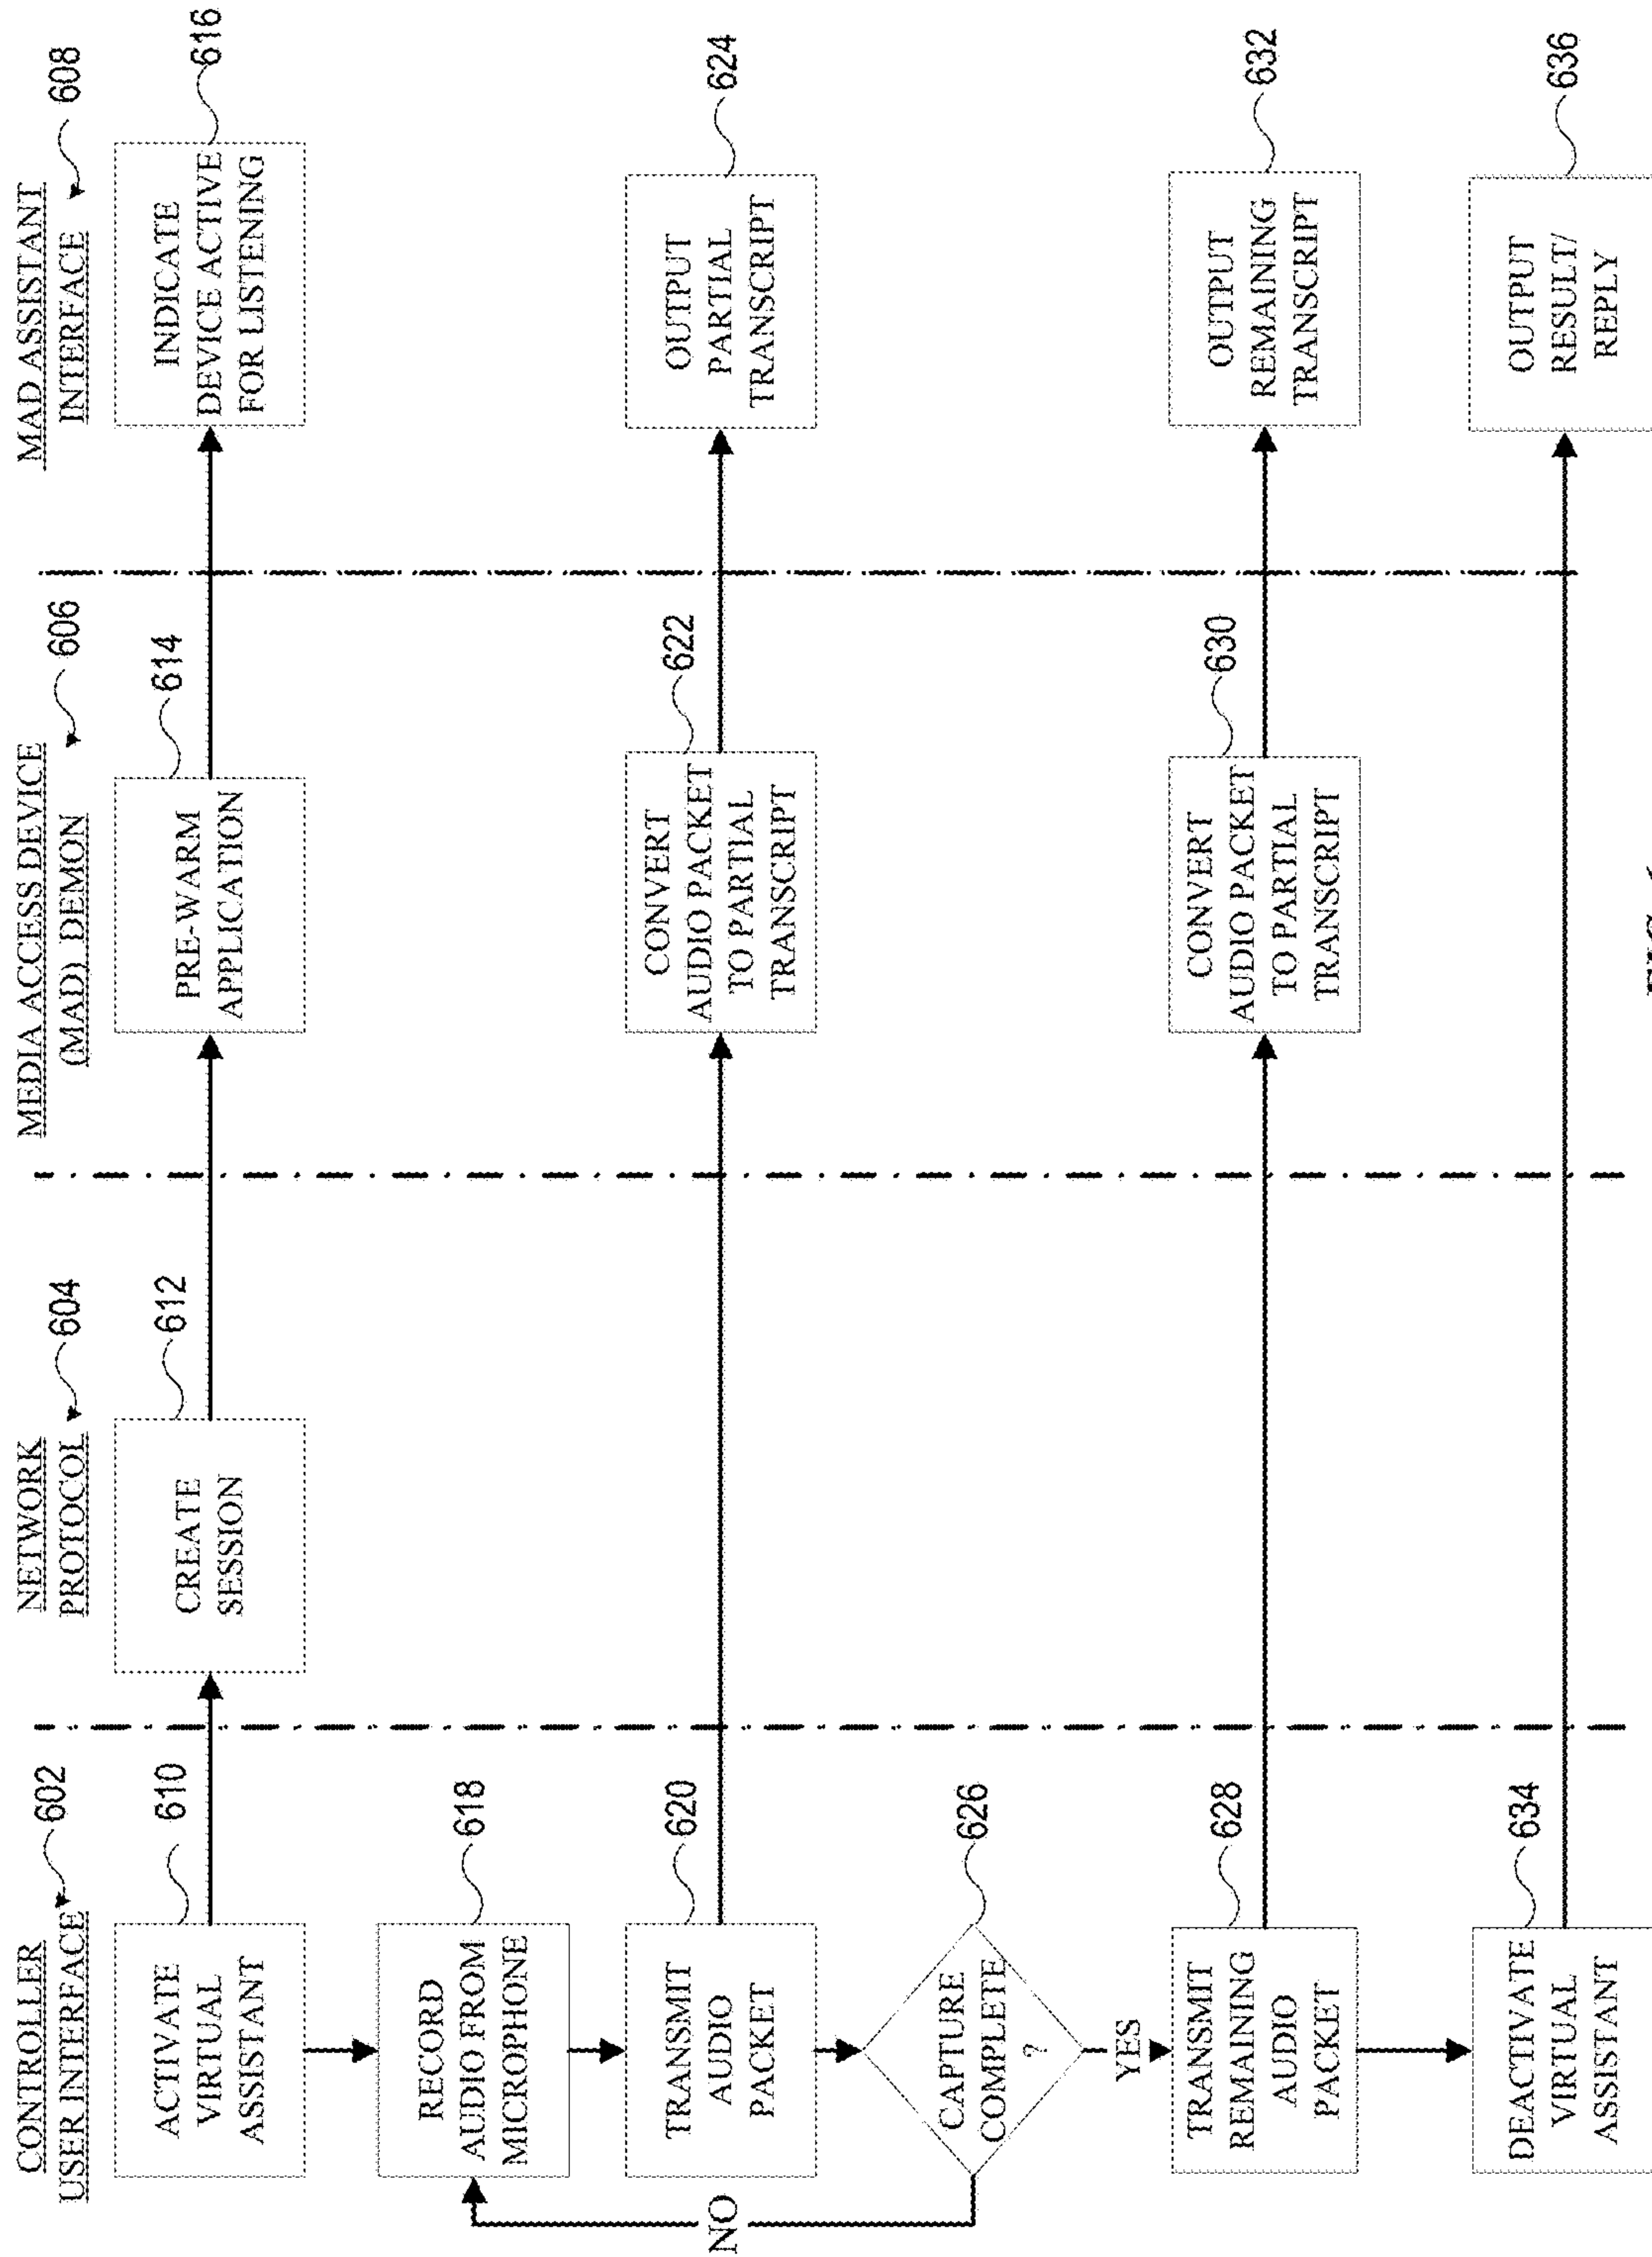 CONTROLLER
USER INTERFACE
602
NETWORK
PROTOCOL
604
MEDIA ACCESS DEVICE
(MAD) DEMON
606
MAD ASSISTANT
INTERFACE
608
ACTIVATE
VIRTUAL
ASSISTANT
610
CREATE
SESSION
612
PRE-WARM
APPLICATION
614
INDICATE
DEVICE ACTIVE
FOR LISTENING
616
RECORD
AUDIO FROM
MICROPHONE
618
TRANSMIT
AUDIO
PACKET
620
CONVERT
AUDIO PACKET
TO PARTIAL
TRANSCRIPT
622
OUTPUT
PARTIAL
TRANSCRIPT
624
NO
CAPTURE
COMPLETE
?
626
YES
TRANSMIT
REMAINING
AUDIO
PACKET
628
CONVERT
AUDIO PACKET
TO PARTIAL
TRANSCRIPT
630
OUTPUT
REMAINING
TRANSCRIPT
632
DEACTIVATE
VIRTUAL
ASSISTANT
634
OUTPUT
RESULT/
REPLY
636